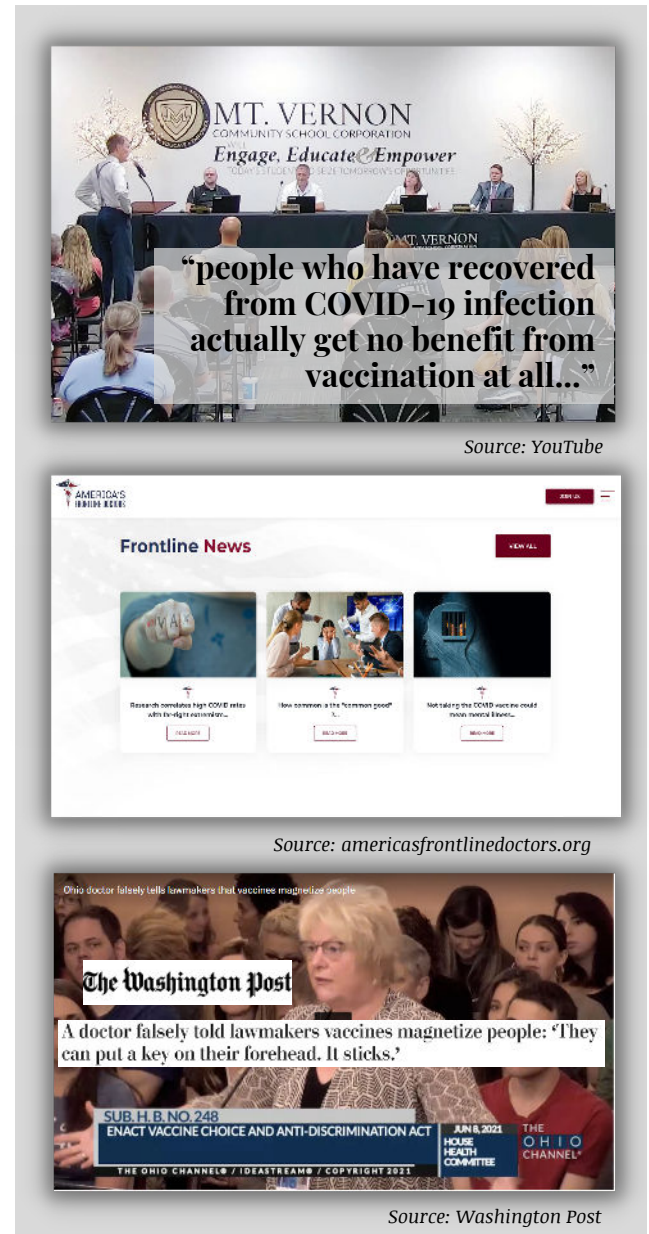 MT. VERNON
COMMUNITY SCHOOL CORPORATION
WILL
Engage, Educate & Empower
TODAY'S STUDENTS TO SEIZE TOMORROW'S OPPORTUNITIES
MT. VERNON
“people who have recovered
from COVID-19 infection
actually get no benefit from
vaccination at all...”
Source: YouTube
AMERICA'S
FRONTLINE DOCTORS
JOIN US
Frontline News
VIEW ALL
Research correlates high COVID rates
with far-right extremism...
READ MORE
How common is the "common good"
?...
READ MORE
Not taking the COVID vaccine could
mean mental illness...
READ MORE
Source: americasfrontlinedoctors.org
Ohio doctor falsely tells lawmakers that vaccines magnetize people
The Washington Post
A doctor falsely told lawmakers vaccines magnetize people: ‘They
can put a key on their forehead. It sticks.’
SUB. H. B. NO. 248
ENACT VACCINE CHOICE AND ANTI-DISCRIMINATION ACT
JUN 8, 2021
HOUSE
HEALTH
COMMITTEE
THE
OHIO
CHANNEL
THE OHIO CHANNEL® / IDEASTREAM® / COPYRIGHT 2021
Source: Washington Post